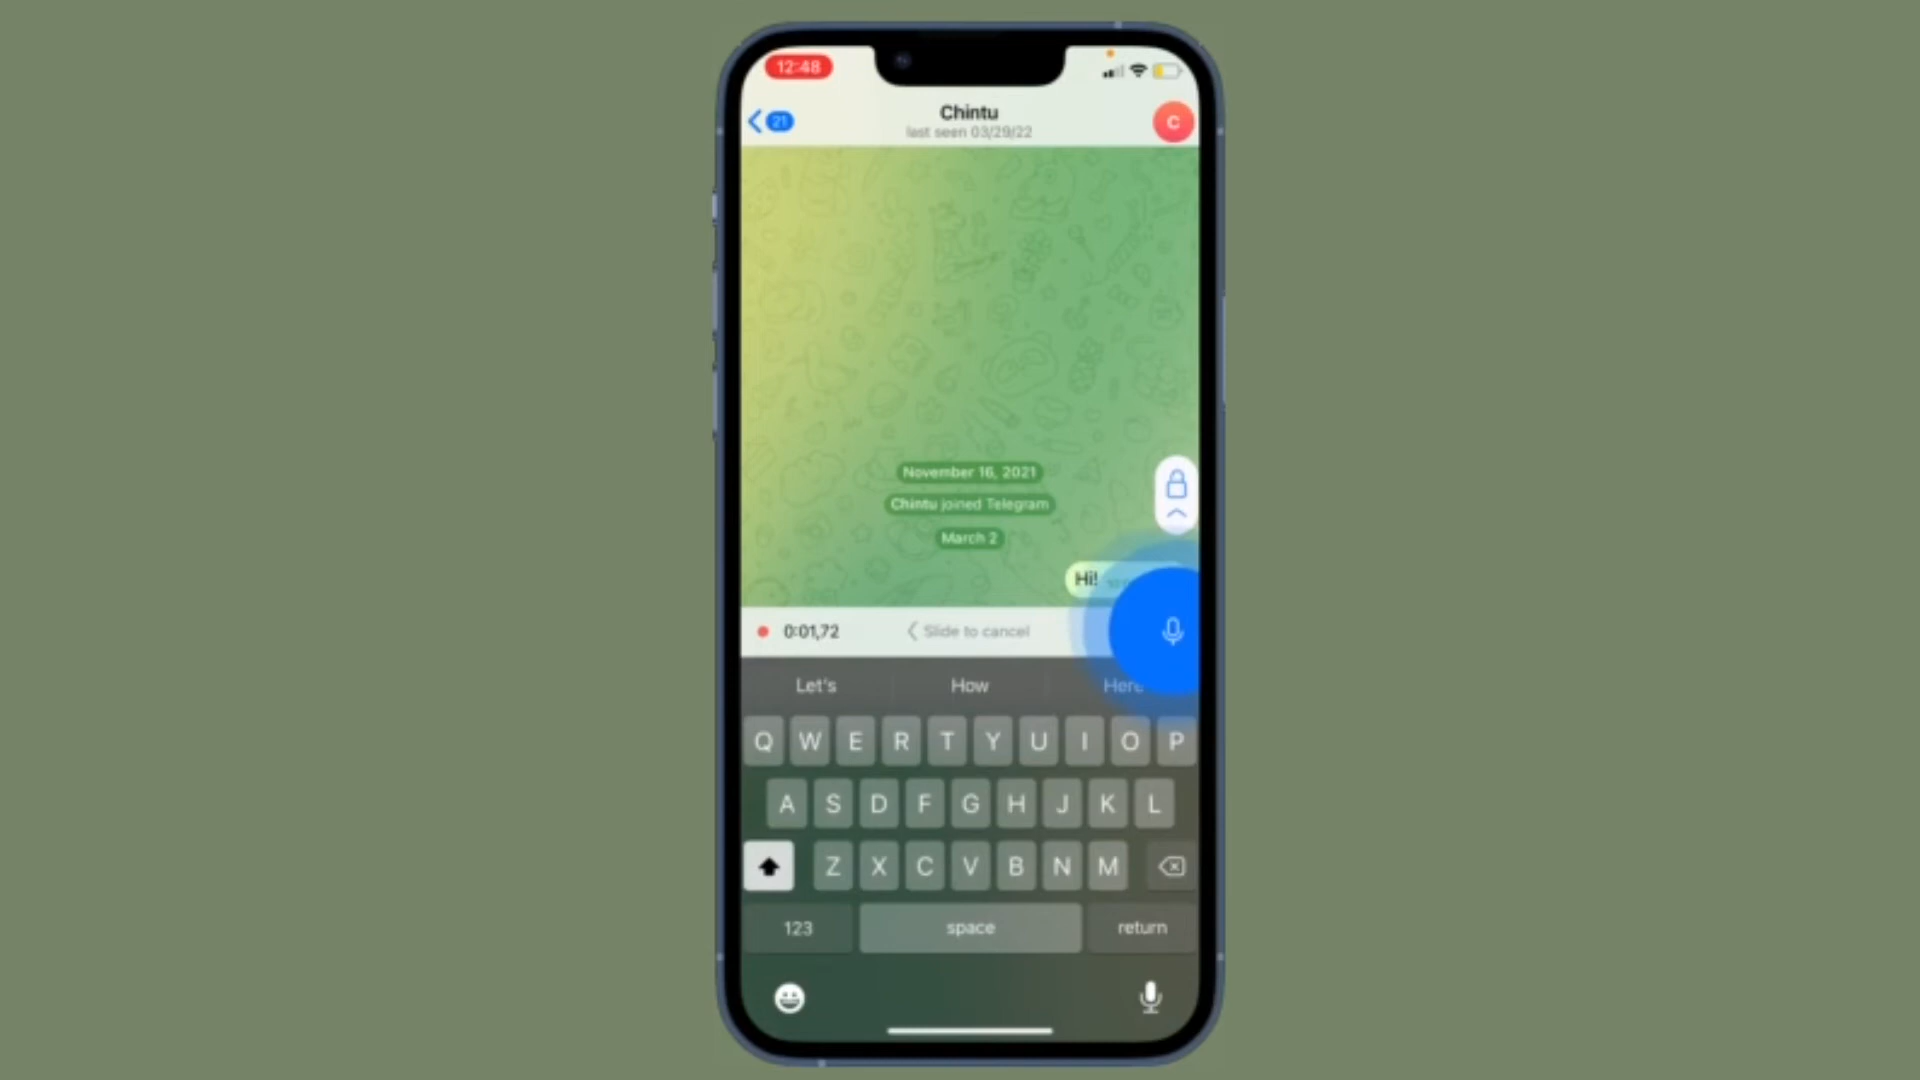 12:48
21
Chintu
last seen 03/29/22
C
November 16, 2021
Chintu joined Telegram
March 2
Hi!
0:01,72
Slide to cancel
Let's How Here
Q W E R T Y U I O P
A S D F G H J K L
Z X C V B N M
123 space return